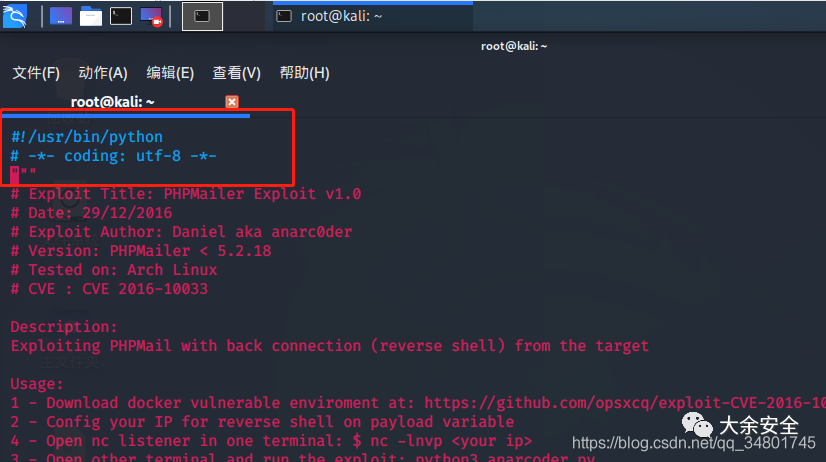 root@kali: ~
root@kali: ~
文件(F) 动作(A) 编辑(E) 查看(V) 帮助(H)
root@kali: ~
#!/usr/bin/python
# -*- coding: utf-8 -*-
"""
# Exploit Title: PHPMailer Exploit v1.0
# Date: 29/12/2016
# Exploit Author: Daniel aka anarc0der
# Version: PHPMailer < 5.2.18
# Tested on: Arch Linux
# CVE : CVE 2016-10033
Description:
Exploiting PHPMail with back connection (reverse shell) from the target
Usage:
1 - Download docker vulnerable enviroment at: https://github.com/opsxcq/exploit-CVE-2016-10
2 - Config your IP for reverse shell on payload variable
4 - Open nc listener in one terminal: $ nc -lnvp <your ip>
3 - Open other terminal and run the exploit: python3 anarcoder.py
大余安全
https://blog.csdn.net/qq_34801745